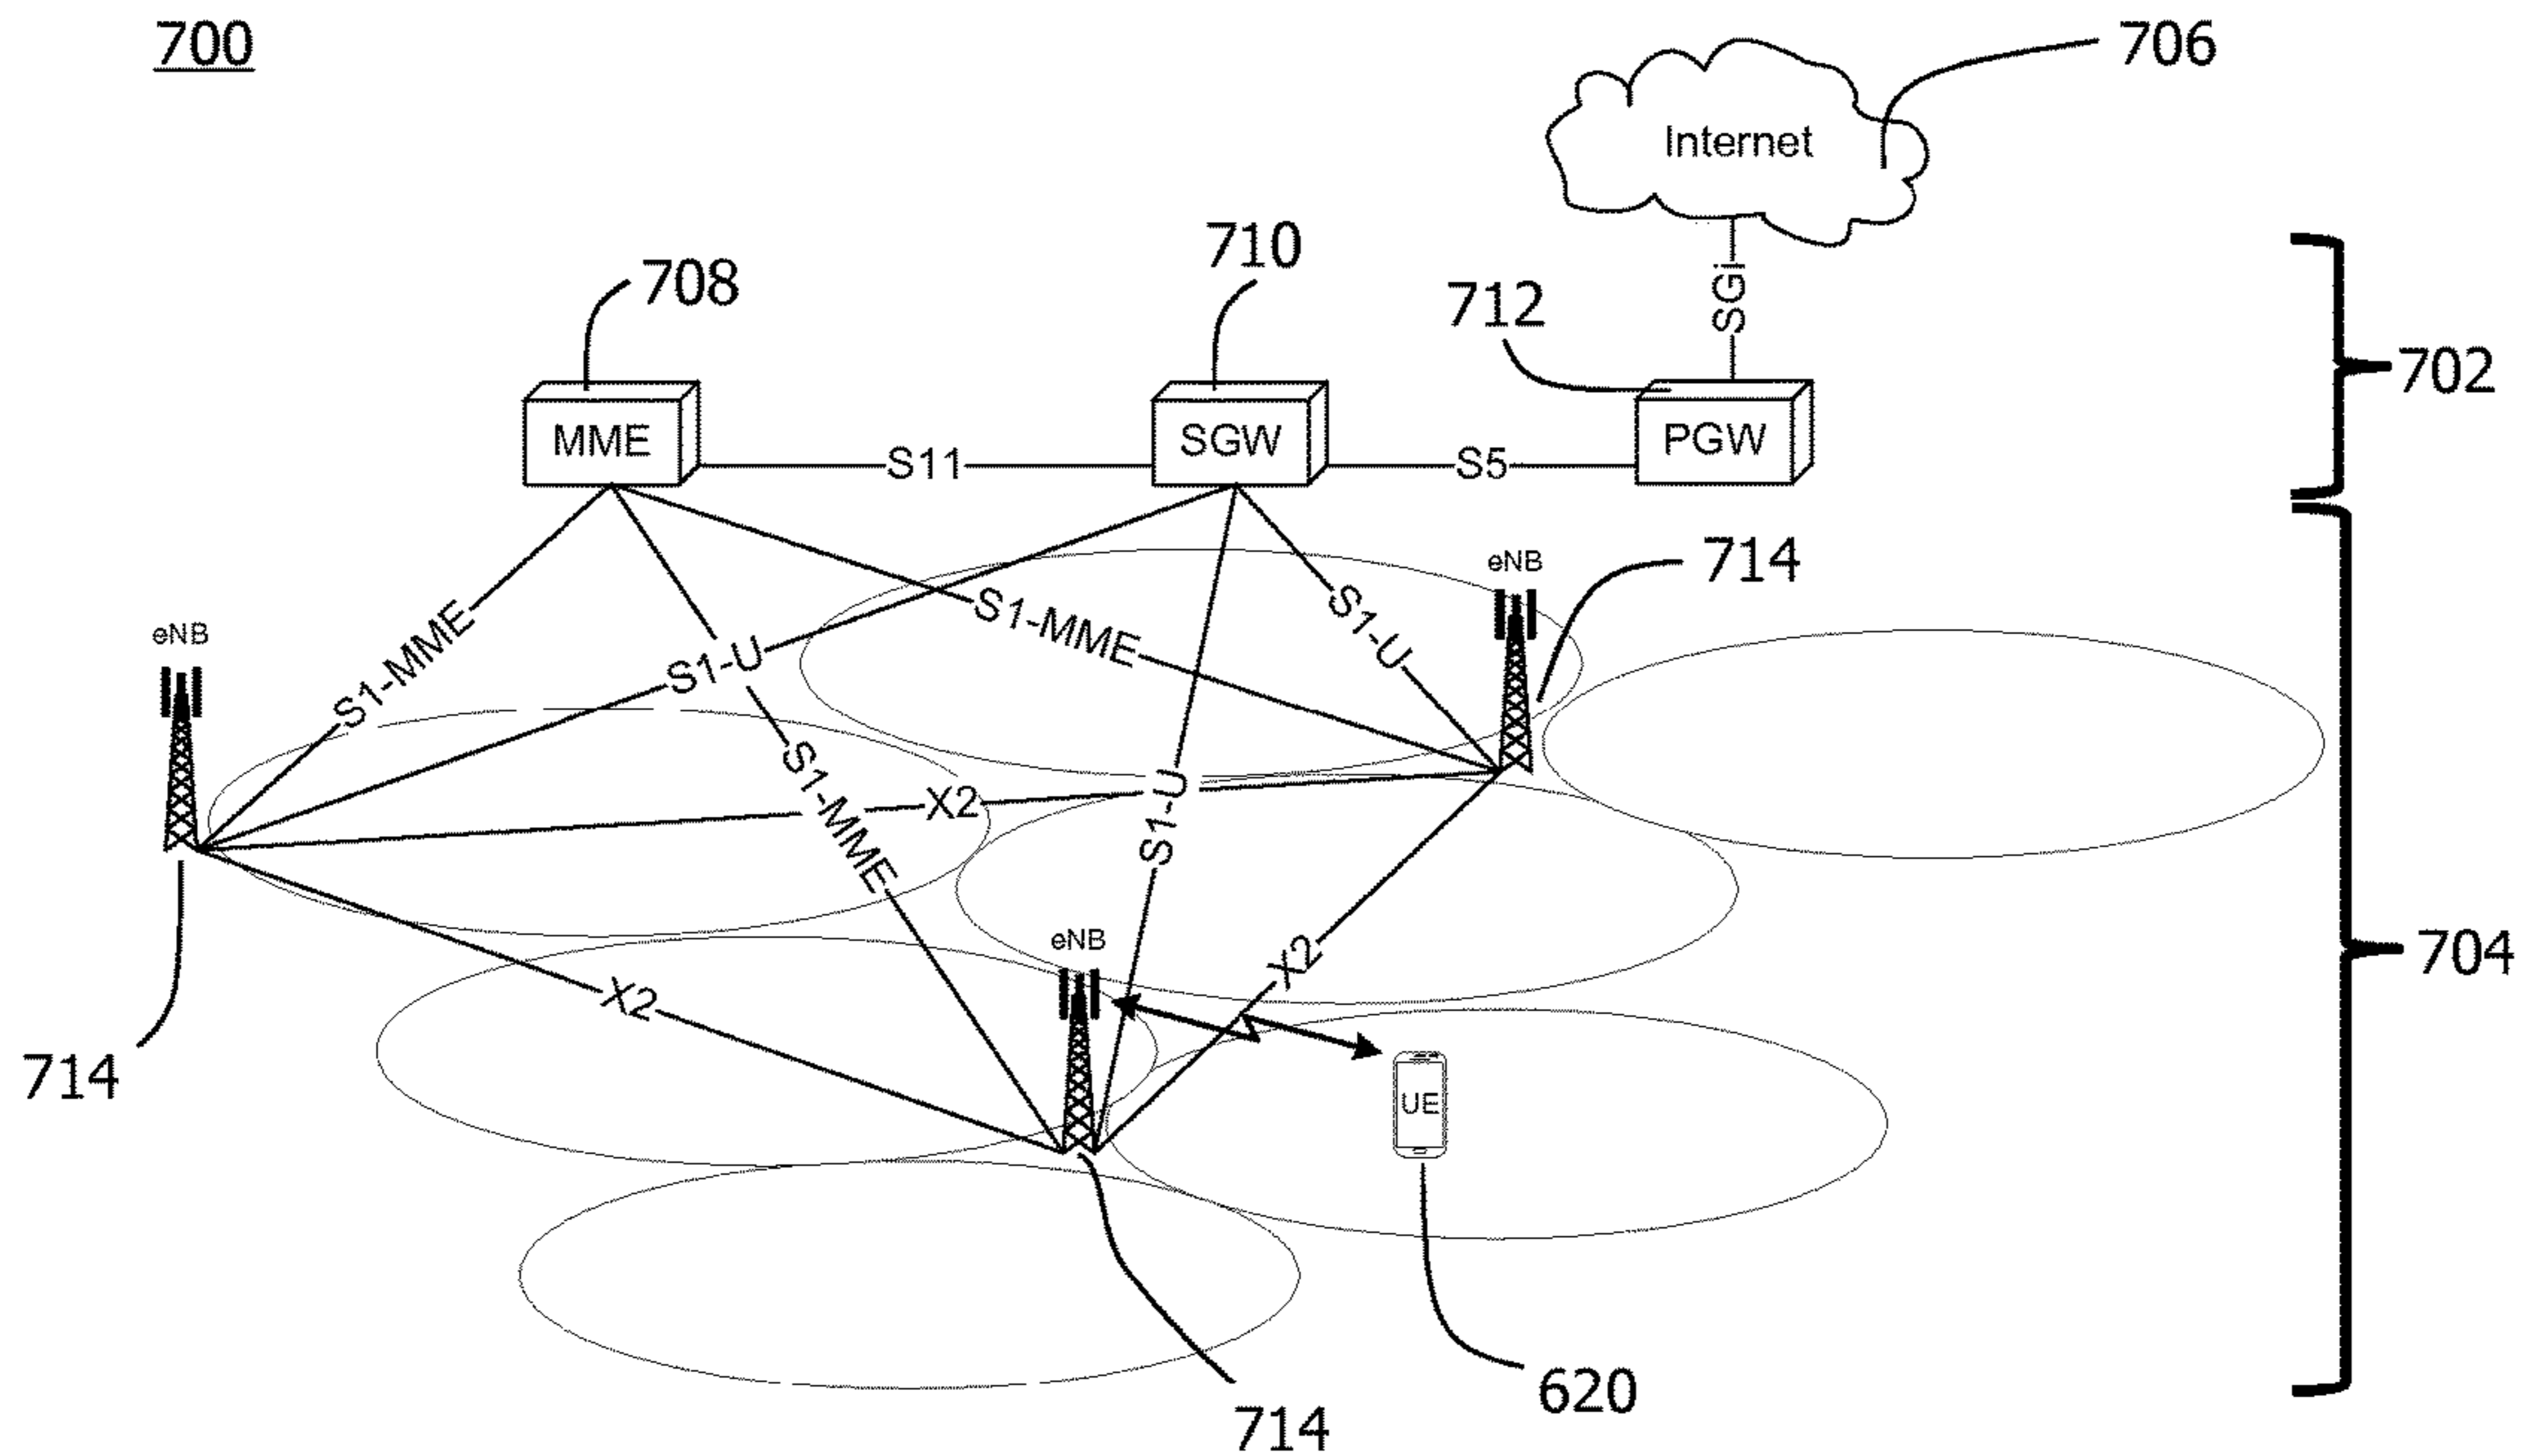 700
706
Internet
710
708
SGi
712
702
MME
SGW
PGW
S11
S5
eNB
714
S1-MME
S1-U
eNB
S1-MME
S1-U
X2
S1-MME
S1-U
eNB
704
X2
X2
714
UE
620
714